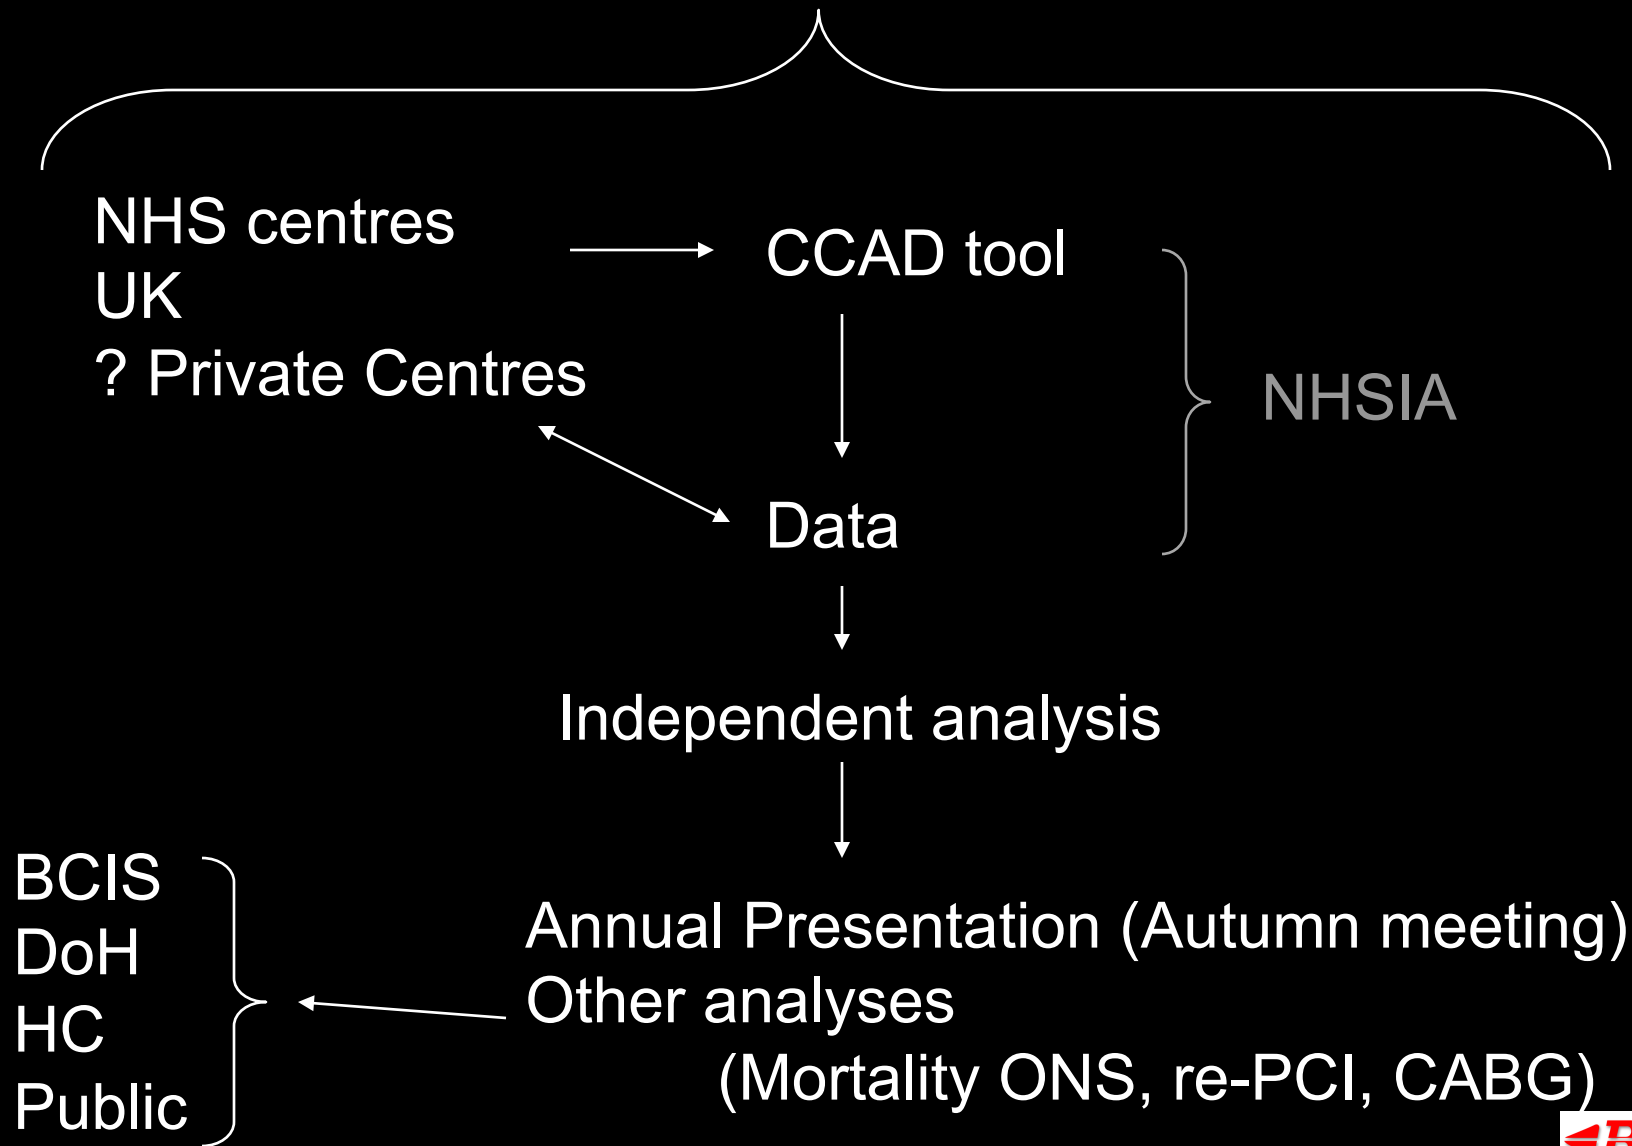 NHS centres
UK
? Private Centres
CCAD tool
NHSIA
Data
Independent analysis
BCIS
DoH
HC
Public
Annual Presentation (Autumn meeting)
Other analyses
(Mortality ONS, re-PCI, CABG)